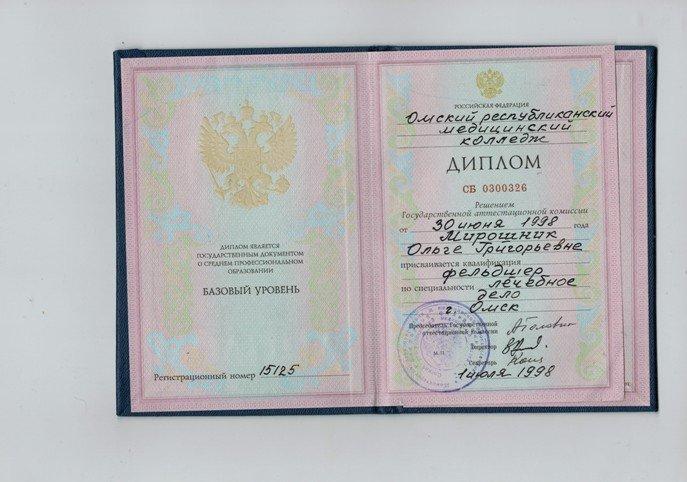 ДИПЛОМ ЯВЛЯЕТСЯ
ГОСУДАРСТВЕННЫМ ДОКУМЕНТОМ
О СРЕДНЕМ ПРОФЕССИОНАЛЬНОМ
ОБРАЗОВАНИИ
БАЗОВЫЙ УРОВЕНЬ
Регистрационный номер 15125
РОССИЙСКАЯ ФЕДЕРАЦИЯ
Омский республиканский
медицинский
колледж
ДИПЛОМ
СБ 0300326
Решением
Государственной аттестационной комиссии
от 30 июня 1998 года
Мирошник
Ольге Григорьевне
присваивается квалификация
фельдшер
по специальности лечебное
дело
г. Омск
Председатель Государственной
аттестационной комиссии
Директор
Секретарь
М.П.
1 июля 1998